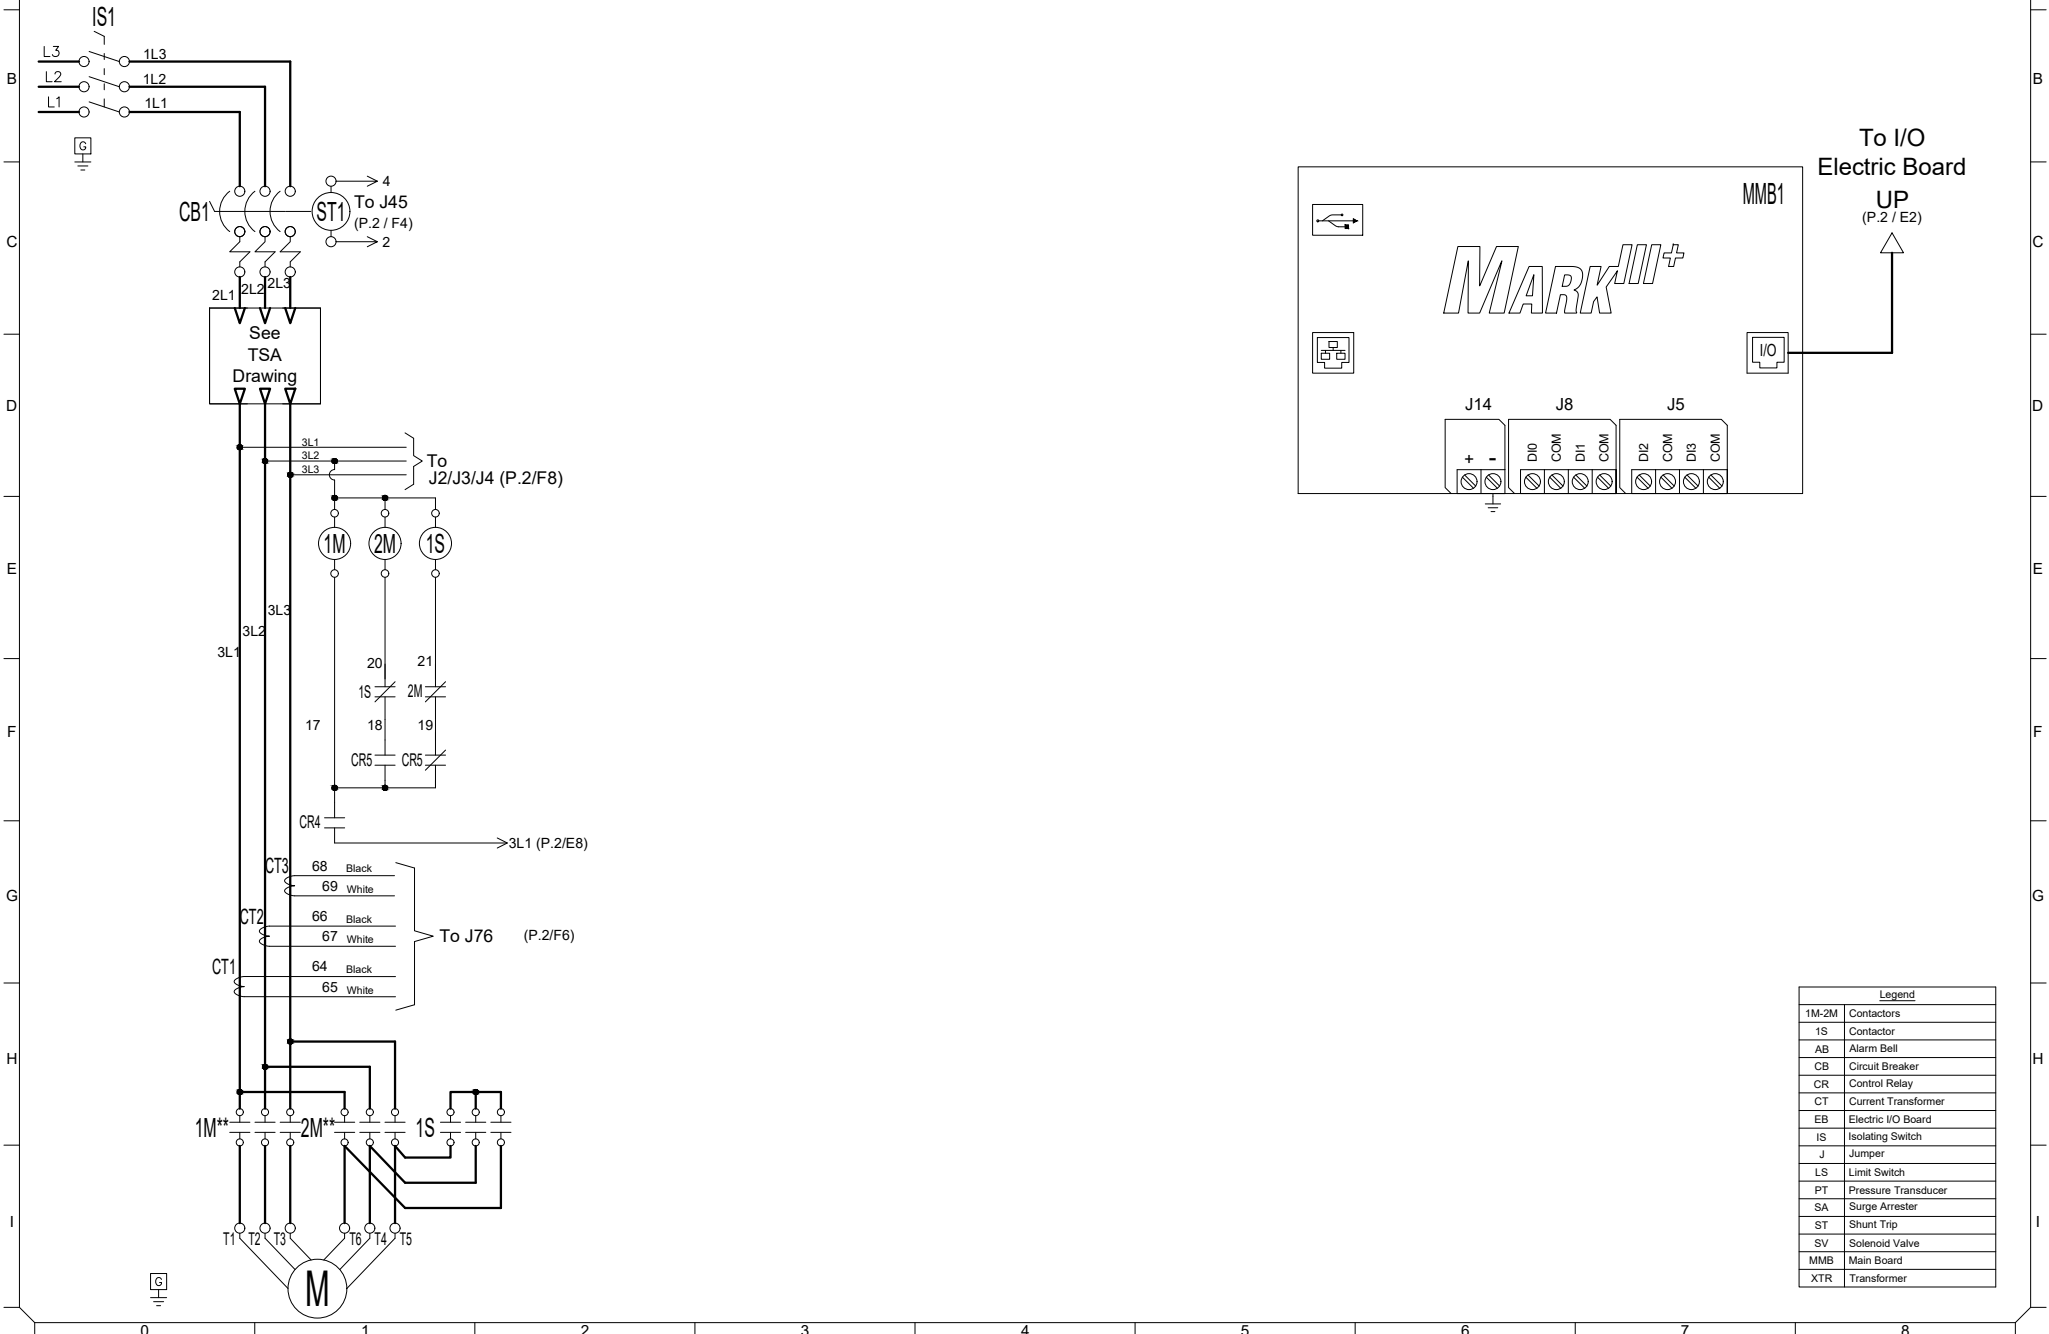 IS1
L3
1L3
L2
1L2
L1
1L1
B
B
G
To I/O
Electric Board
UP
(P.2 / E2)
4
CB1
ST1
To J45
(P.2 / F4)
2
C
C
MMB1
MARK III+
2L1
2L2
2L3
See
TSA
Drawing
I/O
D
D
J14
J8
J5
+
-
DI0
COM
DI1
COM
DI2
COM
DI3
COM
3L1
3L2
3L3
To
J2/J3/J4 (P.2/F8)
1M
2M
1S
E
E
3L3
3L2
3L1
20
21
1S
2M
17
18
19
F
F
CR5
CR5
CR4
3L1 (P.2/E8)
CT3
68
Black
69
White
G
G
CT2
66
Black
67
White
To J76
(P.2/F6)
CT1
64
Black
65
White
H
H
1M**
2M**
1S
I
I
T1
T2
T3
T6
T4
T5
M
G
Legend
1M-2M Contactors
1S Contactor
AB Alarm Bell
CB Circuit Breaker
CR Control Relay
CT Current Transformer
EB Electric I/O Board
IS Isolating Switch
J Jumper
LS Limit Switch
PT Pressure Transducer
SA Surge Arrester
ST Shunt Trip
SV Solenoid Valve
MMB Main Board
XTR Transformer
0
1
2
3
4
5
6
7
8